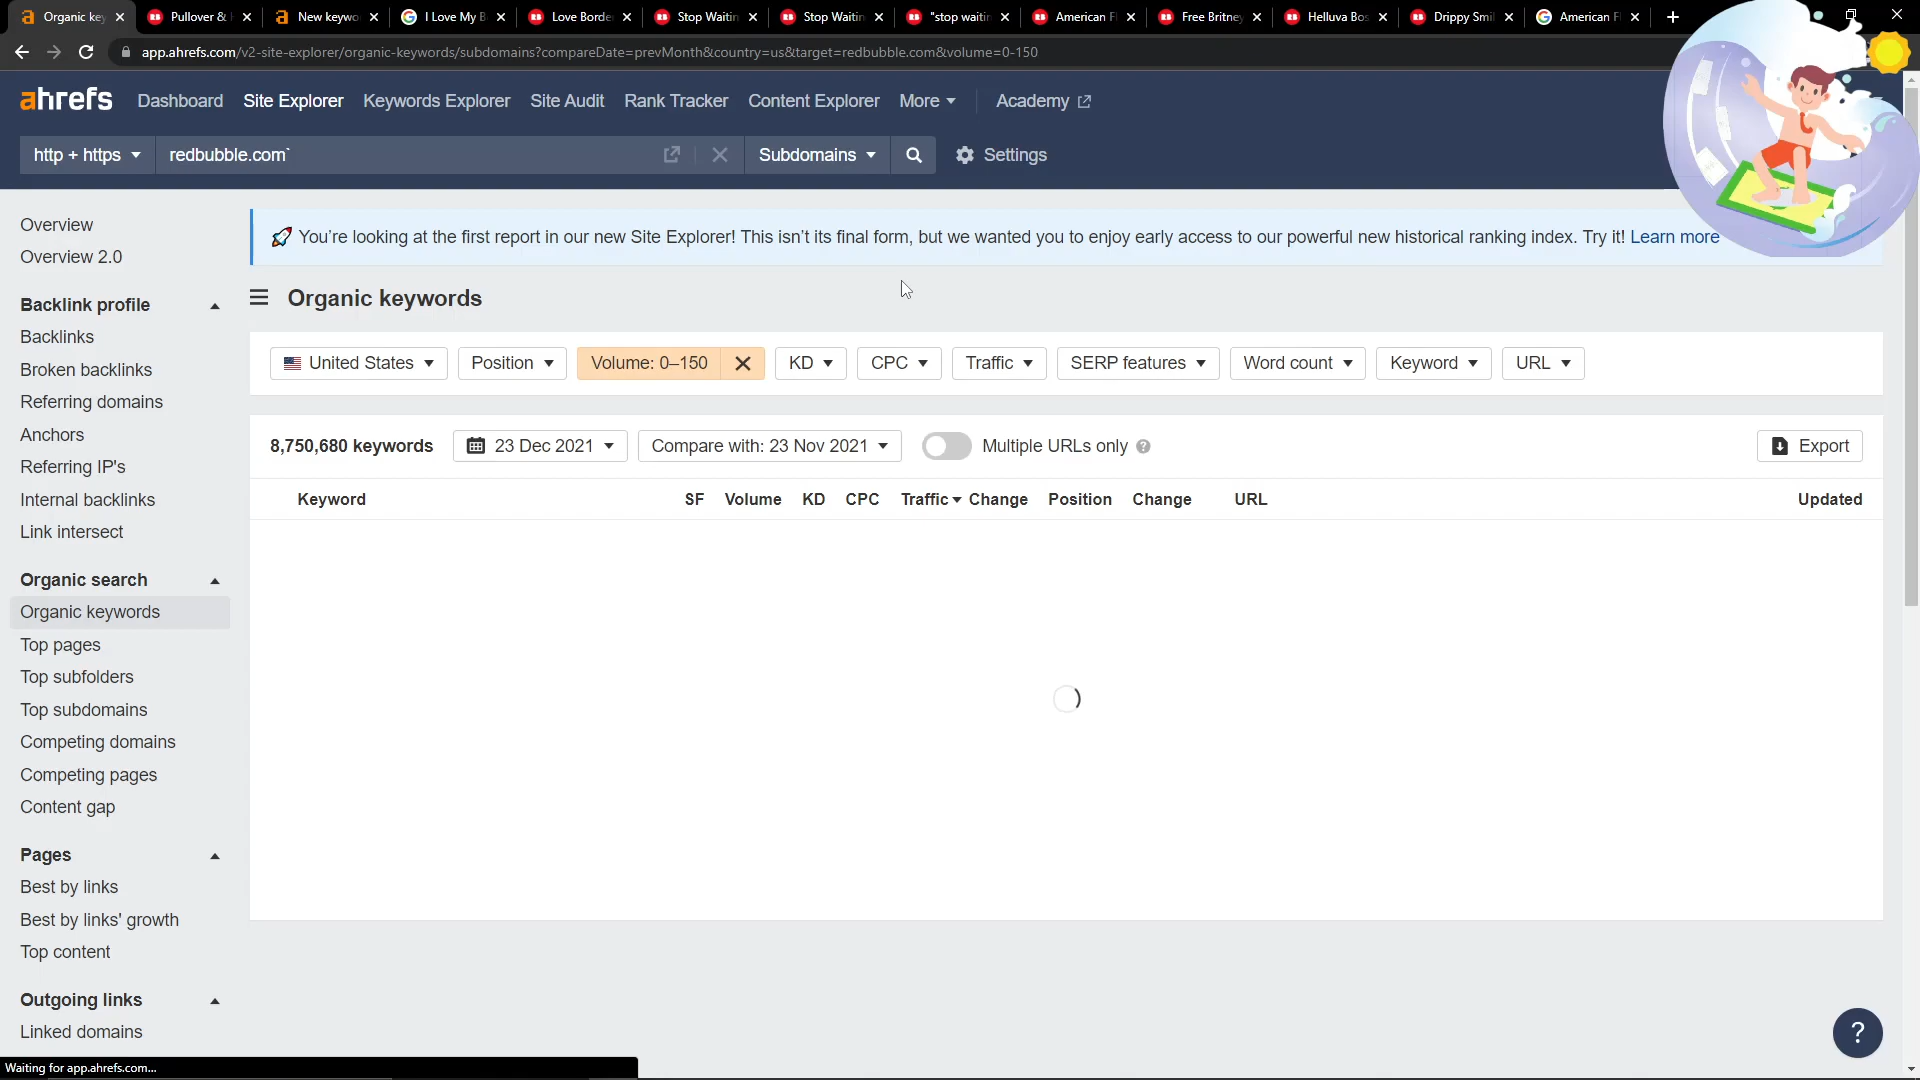 Organic key
Pullover &
New keywo
I Love My B
Love Borde
Stop Waitin
Stop Waitin
"stop waitin
American Fl
Free Britney
Helluva Bos
Drippy Smil
American Fl
app.ahrefs.com/v2-site-explorer/organic-keywords/subdomains?compareDate=prevMonth&country=us&target=redbubble.com&volume=0-150
ahrefs Dashboard Site Explorer Keywords Explorer Site Audit Rank Tracker Content Explorer More Academy
http + https redbubble.com` Subdomains Settings
You're looking at the first report in our new Site Explorer! This isn't its final form, but we wanted you to enjoy early access to our powerful new historical ranking index. Try it! Learn more
Overview
Overview 2.0
Backlink profile
Backlinks
Broken backlinks
Referring domains
Anchors
Referring IP's
Internal backlinks
Link intersect
Organic search
Organic keywords
Top pages
Top subfolders
Top subdomains
Competing domains
Competing pages
Content gap
Pages
Best by links
Best by links' growth
Top content
Outgoing links
Linked domains
Organic keywords
United States Position Volume: 0–150 KD CPC Traffic SERP features Word count Keyword URL
8,750,680 keywords 23 Dec 2021 Compare with: 23 Nov 2021 Multiple URLs only ? Export
Keyword SF Volume KD CPC Traffic Change Position Change URL Updated
?
Waiting for app.ahrefs.com...